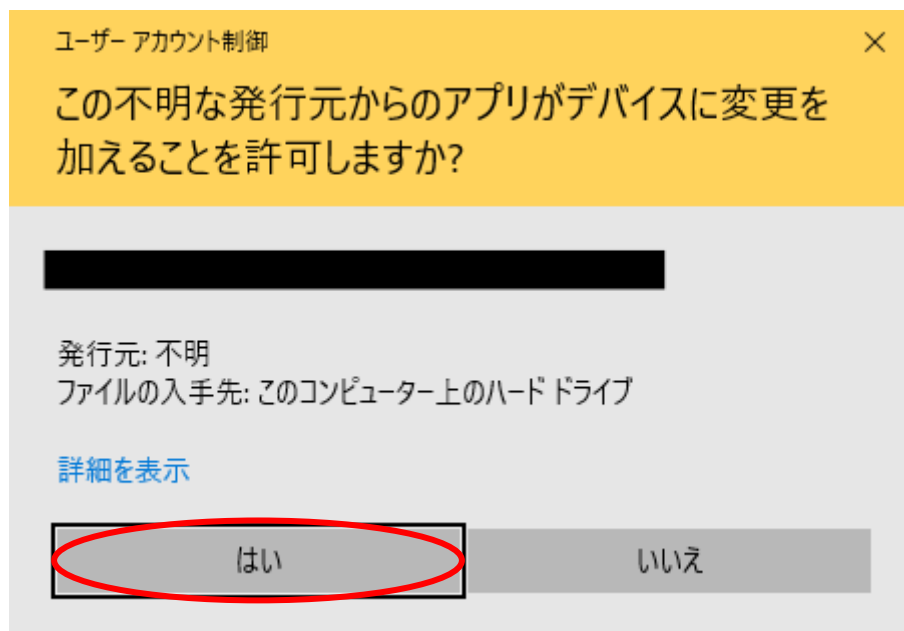 ユーザー アカウント制御
この不明な発行元からのアプリがデバイスに変更を
加えることを許可しますか?
発行元: 不明
ファイルの入手先: このコンピューター上のハード ドライブ
詳細を表示
はい
いいえ